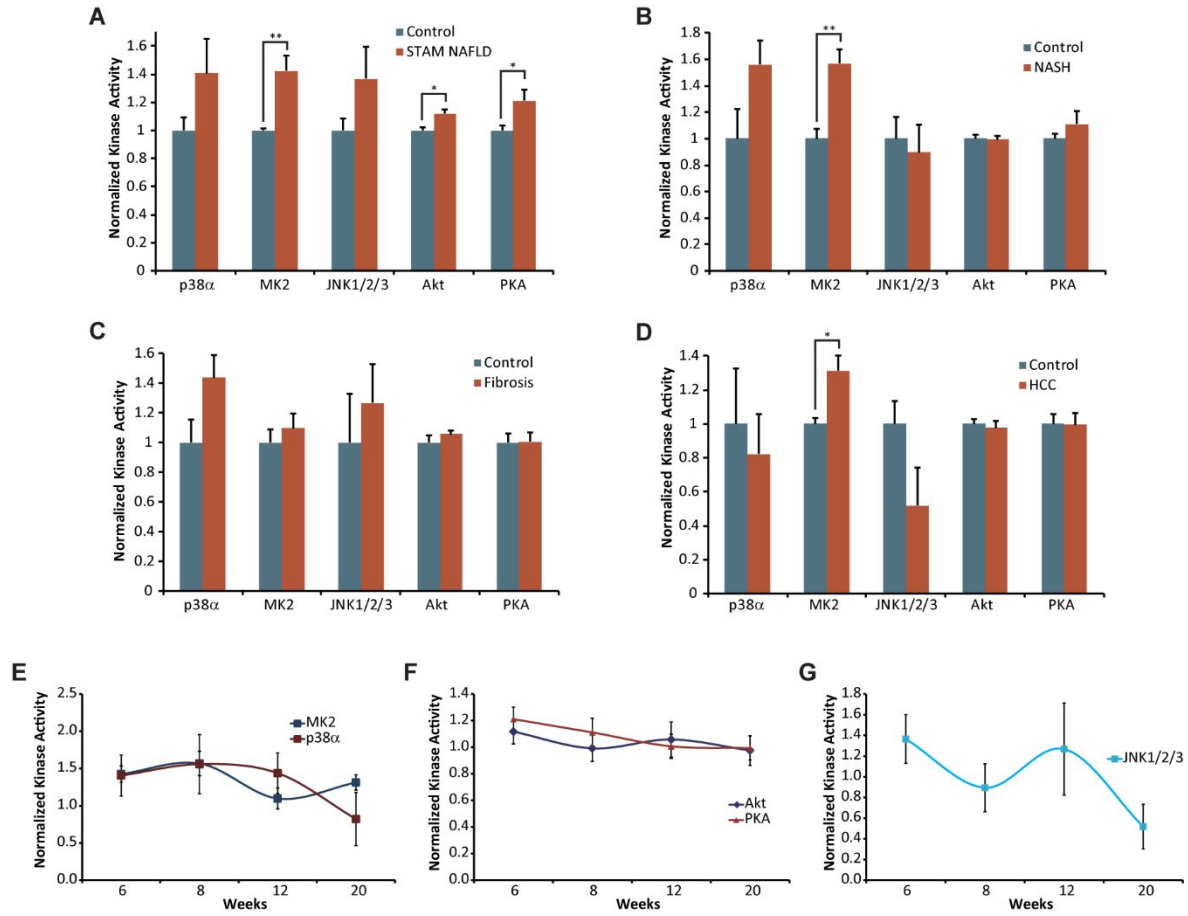 A
Normalized Kinase Activity
1.6
1.4
1.2
1
0.8
0.6
0.4
0.2
0
Control
STAM NAFLD
**
*
*
p38α MK2 JNK1/2/3 Akt PKA
B
Normalized Kinase Activity
1.8
1.6
1.4
1.2
1
0.8
0.6
0.4
0.2
0
Control
NASH
**
p38α MK2 JNK1/2/3 Akt PKA
C
Normalized Kinase Activity
1.6
1.4
1.2
1
0.8
0.6
0.4
0.2
0
Control
Fibrosis
p38α MK2 JNK1/2/3 Akt PKA
D
Normalized Kinase Activity
1.4
1.2
1
0.8
0.6
0.4
0.2
0
Control
HCC
*
p38α MK2 JNK1/2/3 Akt PKA
E
Normalized Kinase Activity
2.5
2.0
1.5
1.0
0.5
0.0
MK2
p38α
6 8 12 20
Weeks
F
Normalized Kinase Activity
1.4
1.2
1.0
0.8
0.6
0.4
0.2
0.0
Akt
PKA
6 8 12 20
Weeks
G
Normalized Kinase Activity
1.8
1.6
1.4
1.2
1.0
0.8
0.6
0.4
0.2
0.0
JNK1/2/3
6 8 12 20
Weeks